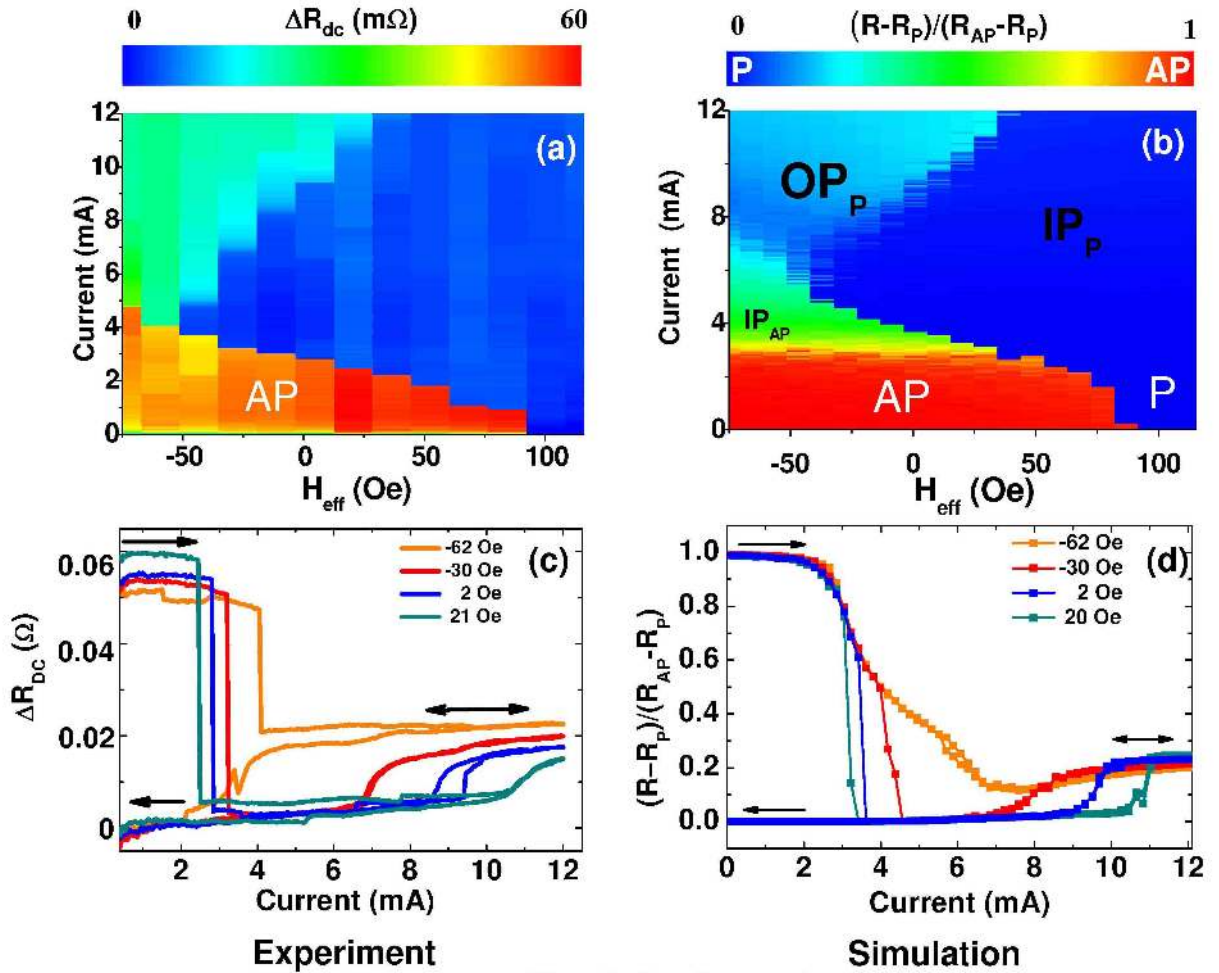 0 ΔR_dc (mΩ) 60
0 (R-R_P)/(R_AP-R_P) 1
P AP
12
10
8
6
4
2
0
Current (mA)
(a)
AP
-50 0 50 100
H_eff (Oe)
12
8
4
0
Current (mA)
(b)
OP_P
IP_P
IP_AP
AP
P
-50 0 50 100
H_eff (Oe)
0.06
0.04
0.02
0
ΔR_DC (Ω)
-62 Oe
-30 Oe
2 Oe
21 Oe
(c)
2 4 6 8 10 12
Current (mA)
Experiment
1.0
0.8
0.6
0.4
0.2
0.0
(R–R_P)/(R_AP-R_P)
-62 Oe
-30 Oe
2 Oe
20 Oe
(d)
0 2 4 6 8 10 12
Current (mA)
Simulation